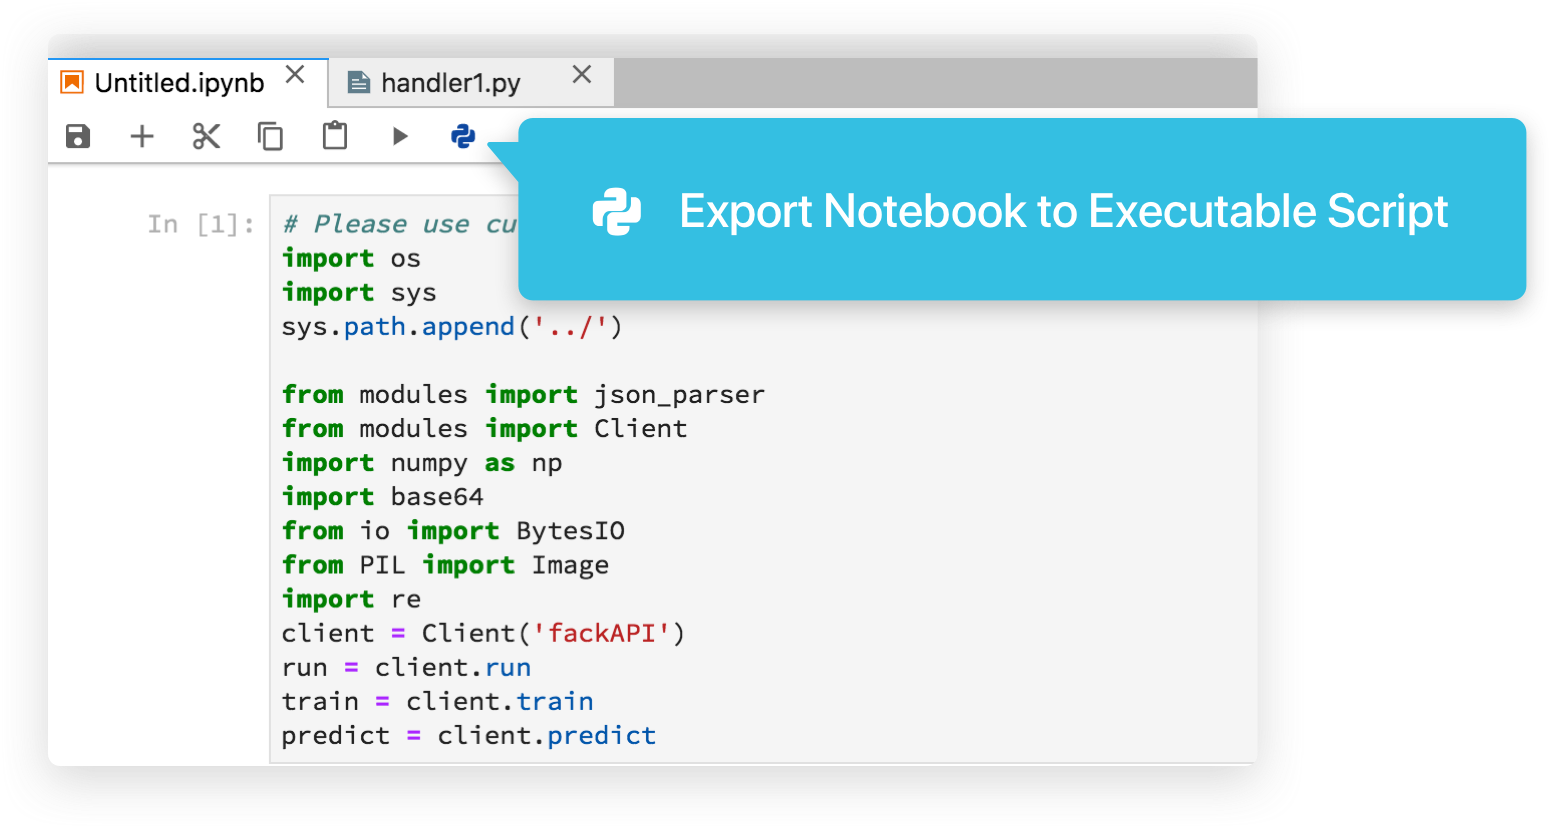 Untitled.ipynb
handler1.py
Export Notebook to Executable Script
In [1]:
# Please use
import os
import sys
sys.path.append('../')
from modules import json_parser
from modules import Client
import numpy as np
import base64
from io import BytesIO
from PIL import Image
import re
client = Client('fackAPI')
run = client.run
train = client.train
predict = client.predict